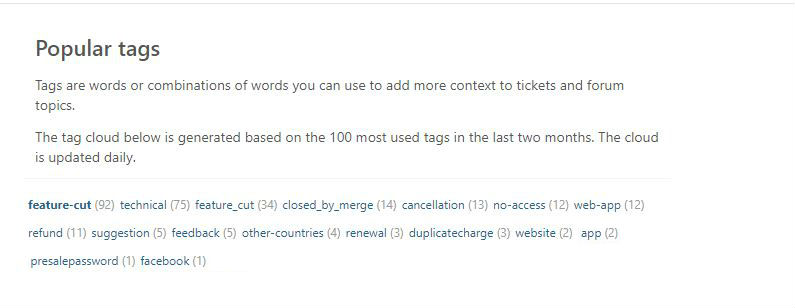 Popular tags
Tags are words or combinations of words you can use to add more context to tickets and forum
topics.
The tag cloud below is generated based on the 100 most used tags in the last two months. The cloud
is updated daily.
feature-cut (92) technical (75) feature_cut (34) closed_by_merge (14) cancellation (13) no-access (12) web-app (12)
refund (11) suggestion (5) feedback (5) other-countries (4) renewal (3) duplicatecharge (3) website (2) app (2)
presalepassword (1) facebook (1)